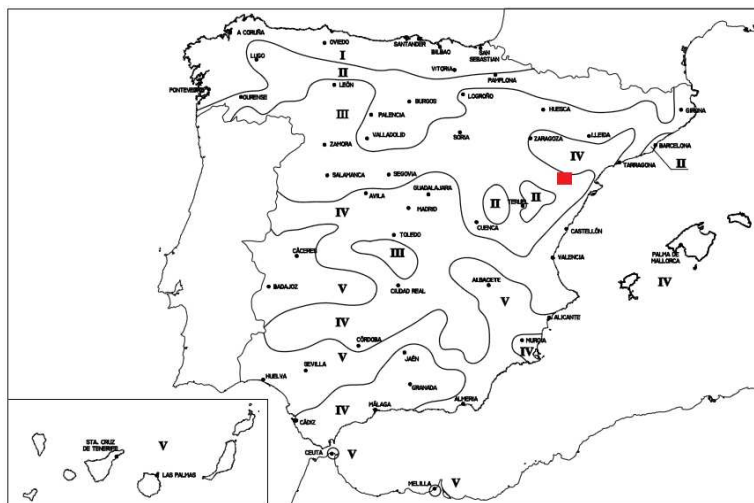 A CORUÑA
OVIEDO
SANTANDER
BILBAO
SAN
SEBASTIAN
LUGO
I
VITORIA
PAMPLONA
II
PONTEVEDRA
OURENSE
LEÓN
BURGOS
LOGROÑO
HUESCA
GIRONA
III
PALENCIA
VALLADOLID
SORIA
ZARAGOZA
LLEIDA
ZAMORA
BARCELONA
IV
TARRAGONA
II
SALAMANCA
SEGOVIA
AVILA
GUADALAJARA
IV
MADRID
II
TERUEL
II
CUENCA
TOLEDO
CASTELLÓN
CÁCERES
III
VALENCIA
PALMA DE
MALLORCA
IV
BADAJOZ
V
CIUDAD REAL
ALBACETE
V
IV
ALICANTE
CÓRDOBA
MURCIA
IV
V
JAÉN
SEVILLA
HUELVA
GRANADA
IV
MÁLAGA
ALMERIA
CÁDIZ
STA. CRUZ
DE TENERIFE
V
LAS PALMAS
CEUTA
V
MELILLA
V